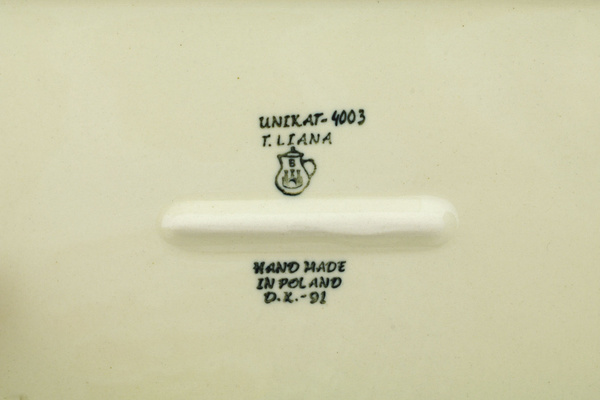 UNIKAT-4003
T. LIANA
B
HAND MADE
IN POLAND
D.K.-91